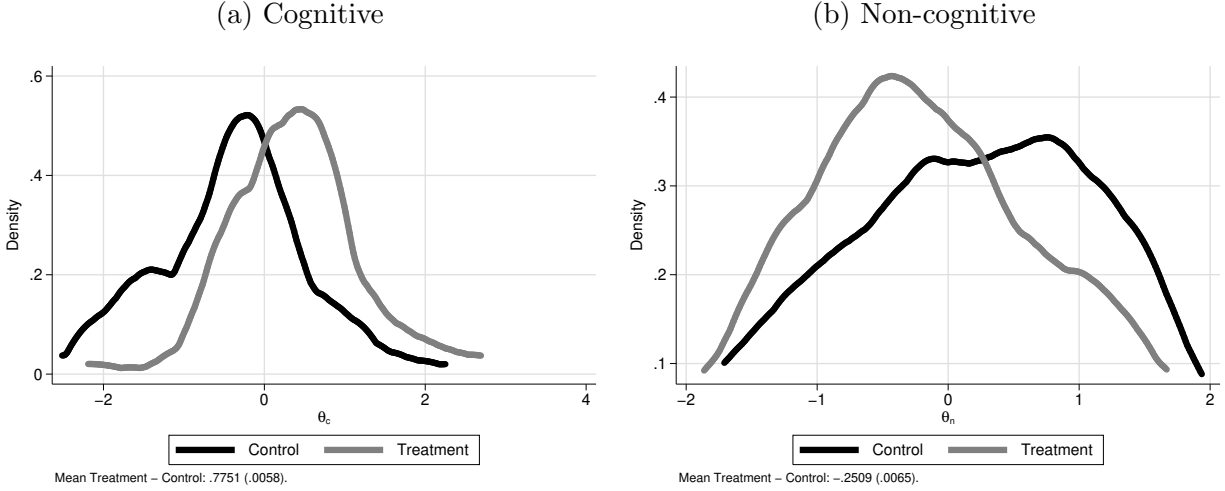 (a) Cognitive
(b) Non-cognitive
.6
.4
.2
0
Density
−2
0
2
4
θc
Control
Treatment
Mean Treatment − Control: .7751 (.0058).
.4
.3
.2
.1
Density
−2
−1
0
1
2
θn
Control
Treatment
Mean Treatment − Control: −.2509 (.0065).